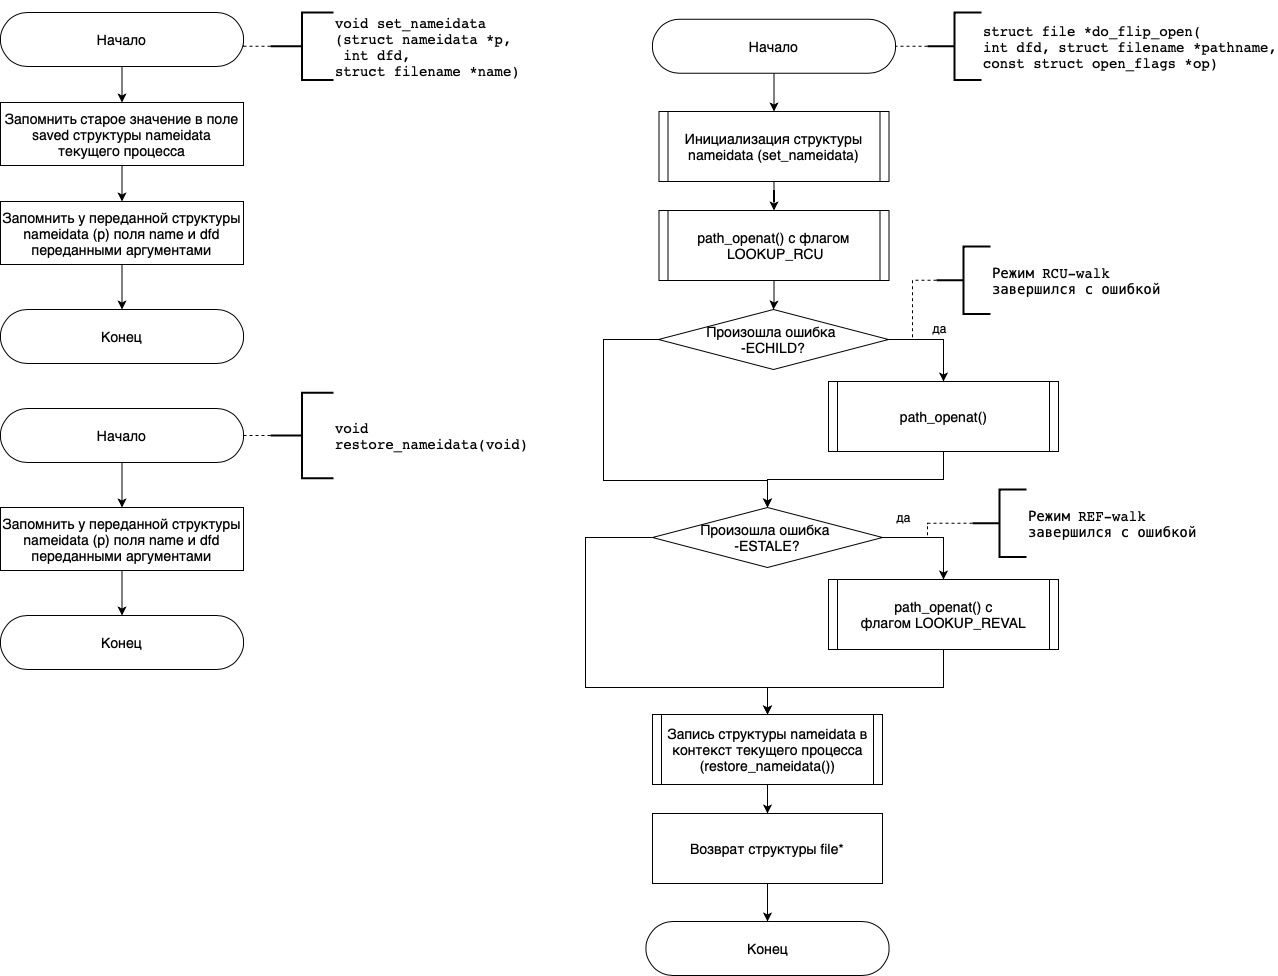 Начало
void set_nameidata
(struct nameidata *p,
int dfd,
struct filename *name)
Запомнить старое значение в поле
saved структуры nameidata
текущего процесса
Запомнить у переданной структуры
nameidata (p) поля name и dfd
переданными аргументами
Конец
Начало
void
restore_nameidata(void)
Запомнить у переданной структуры
nameidata (p) поля name и dfd
переданными аргументами
Конец
Начало
struct file *do_flip_open(
int dfd, struct filename *pathname,
const struct open_flags *op)
Инициализация структуры
nameidata (set_nameidata)
path_openat() с флагом
LOOKUP_RCU
Режим RCU-walk
завершился с ошибкой
Произошла ошибка
-ECHILD?
да
path_openat()
Режим REF-walk
завершился с ошибкой
Произошла ошибка
-ESTALE?
да
path_openat() с
флагом LOOKUP_REVAL
Запись структуры nameidata в
контекст текущего процесса
(restore_nameidata())
Возврат структуры file*
Конец